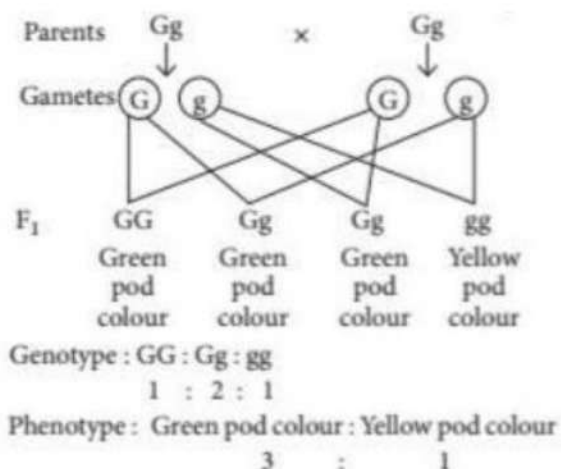 Parents Gg × Gg
Gametes G g G g
F₁ GG Gg Gg gg
Green Green Green Yellow
pod pod pod pod
colour colour colour colour
Genotype : GG : Gg : gg
1 : 2 : 1
Phenotype : Green pod colour : Yellow pod colour
3 : 1